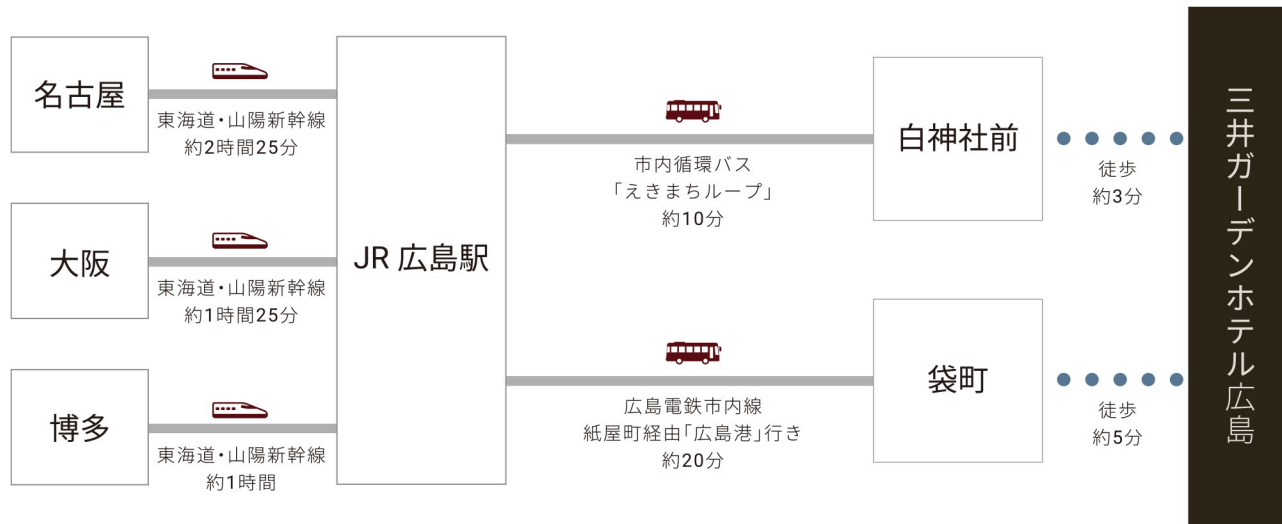 名古屋
東海道・山陽新幹線
約2時間25分
大阪
東海道・山陽新幹線
約1時間25分
博多
東海道・山陽新幹線
約1時間
JR 広島駅
市内循環バス
「えきまちループ」
約10分
白神社前
徒歩
約3分
広島電鉄市内線
紙屋町経由「広島港」行き
約20分
袋町
徒歩
約5分
三井ガーデンホテル広島